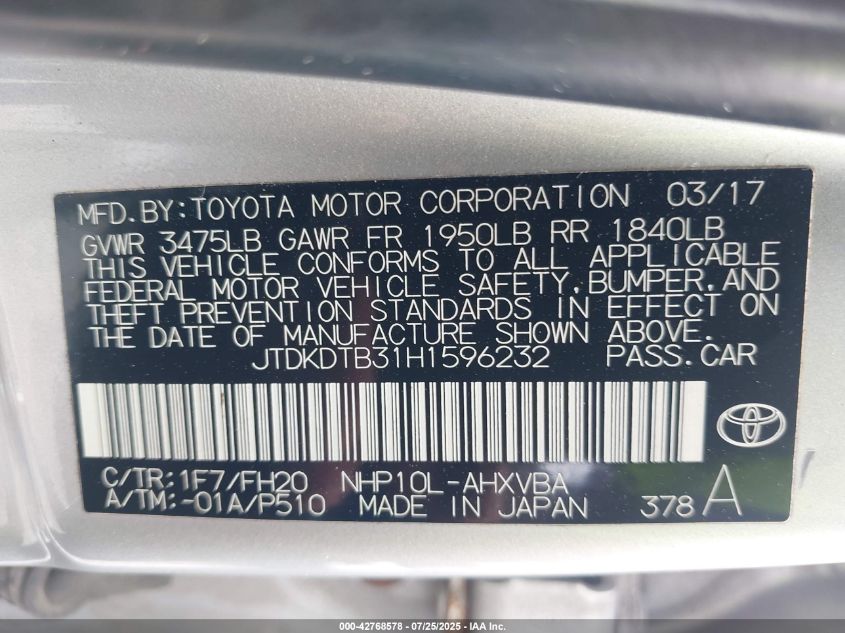 MFD.BY:TOYOTA MOTOR CORPORATION 03/17
GVWR 3475LB GAWR FR 1950LB RR 1840LB
THIS VEHICLE CONFORMS TO ALL APPLICABLE
FEDERAL MOTOR VEHICLE SAFETY,BUMPER,AND
THEFT PREVENTION STANDARDS IN EFFECT ON
THE DATE OF MANUFACTURE SHOWN ABOVE.
JTDKDTB31H1596232 PASS.CAR
C/TR:1F7/FH20 NHP10L-AHXVBA
A/TM:-01A/P510 MADE IN JAPAN 378 A
000-42768578 - 07/25/2025 - IAA Inc.